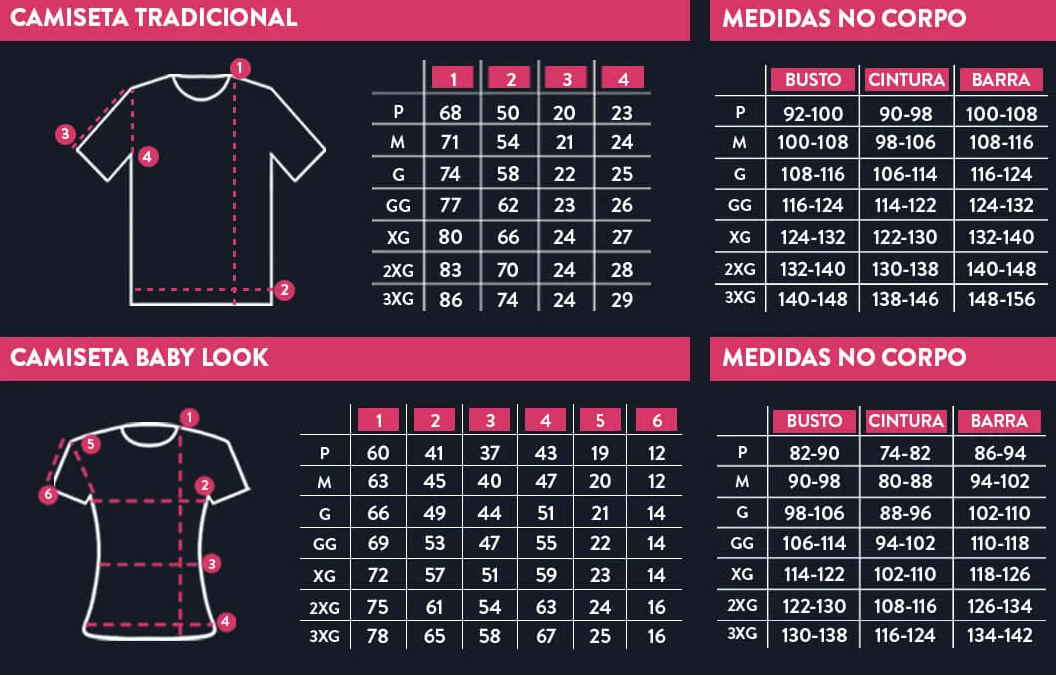 CAMISETA TRADICIONAL
1
3
4
2
1 2 3 4
P 68 50 20 23
M 71 54 21 24
G 74 58 22 25
GG 77 62 23 26
XG 80 66 24 27
2XG 83 70 24 28
3XG 86 74 24 29
MEDIDAS NO CORPO
BUSTO CINTURA BARRA
P 92-100 90-98 100-108
M 100-108 98-106 108-116
G 108-116 106-114 116-124
GG 116-124 114-122 124-132
XG 124-132 122-130 132-140
2XG 132-140 130-138 140-148
3XG 140-148 138-146 148-156
CAMISETA BABY LOOK
1
5
2
6
3
4
1 2 3 4 5 6
P 60 41 37 43 19 12
M 63 45 40 47 20 12
G 66 49 44 51 21 14
GG 69 53 47 55 22 14
XG 72 57 51 59 23 14
2XG 75 61 54 63 24 16
3XG 78 65 58 67 25 16
MEDIDAS NO CORPO
BUSTO CINTURA BARRA
P 82-90 74-82 86-94
M 90-98 80-88 94-102
G 98-106 88-96 102-110
GG 106-114 94-102 110-118
XG 114-122 102-110 118-126
2XG 122-130 108-116 126-134
3XG 130-138 116-124 134-142